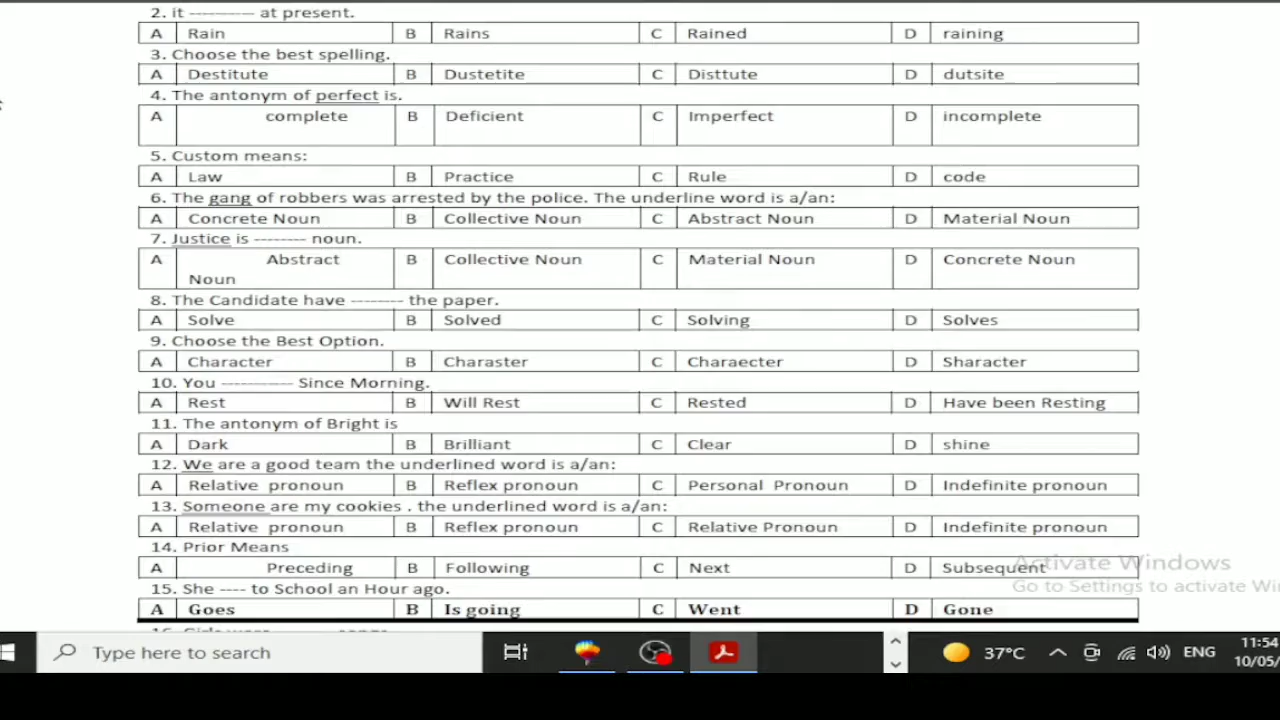 2. it ----------- at present.
A Rain B Rains C Rained D raining
3. Choose the best spelling.
A Destitute B Dustetite C Disttute D dutsite
4. The antonym of perfect is.
A complete B Deficient C Imperfect D incomplete
5. Custom means:
A Law B Practice C Rule D code
6. The gang of robbers was arrested by the police. The underline word is a/an:
A Concrete Noun B Collective Noun C Abstract Noun D Material Noun
7. Justice is -------- noun.
A Abstract B Collective Noun C Material Noun D Concrete Noun
Noun
8. The Candidate have -------- the paper.
A Solve B Solved C Solving D Solves
9. Choose the Best Option.
A Character B Charaster C Charaecter D Sharacter
10. You ----------- Since Morning.
A Rest B Will Rest C Rested D Have been Resting
11. The antonym of Bright is
A Dark B Brilliant C Clear D shine
12. We are a good team the underlined word is a/an:
A Relative pronoun B Reflex pronoun C Personal Pronoun D Indefinite pronoun
13. Someone are my cookies . the underlined word is a/an:
A Relative pronoun B Reflex pronoun C Relative Pronoun D Indefinite pronoun
14. Prior Means
A Preceding B Following C Next D Subsequent
Activate Windows
Go to Settings to activate Wi
15. She ---- to School an Hour ago.
A Goes B Is going C Went D Gone
Type here to search
37°C ENG
11:54
10/05/